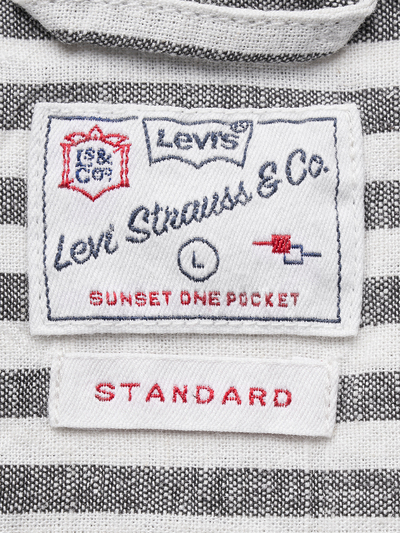 LS&
CO.
Levi's®
Levi Strauss & Co.
L
SUNSET ONE POCKET
STANDARD